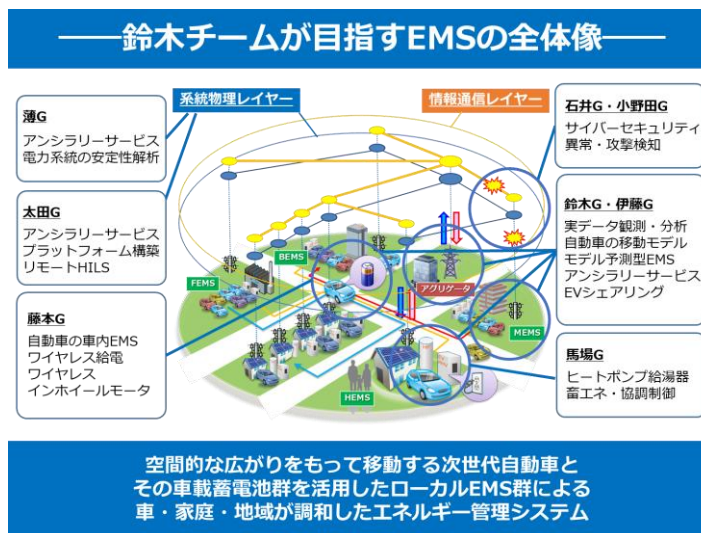 鈴木チームが目指すEMSの全体像
系統物理レイヤー
情報通信レイヤー
薄G
アンシラリーサービス
電力系統の安定性解析
太田G
アンシラリーサービス
プラットフォーム構築
リモートHILS
藤本G
自動車の車内EMS
ワイヤレス給電
ワイヤレス
インホイールモータ
石井G・小野田G
サイバーセキュリティ
異常・攻撃検知
鈴木G・伊藤G
実データ観測・分析
自動車の移動モデル
モデル予測型EMS
アンシラリーサービス
EVシェアリング
馬場G
ヒートポンプ給湯器
畜エネ・協調制御
BEMS
FEMS
アグリゲータ
MEMS
HEMS
空間的な広がりをもって移動する次世代自動車と
その車載蓄電池群を活用したローカルEMS群による
車・家庭・地域が調和したエネルギー管理システム